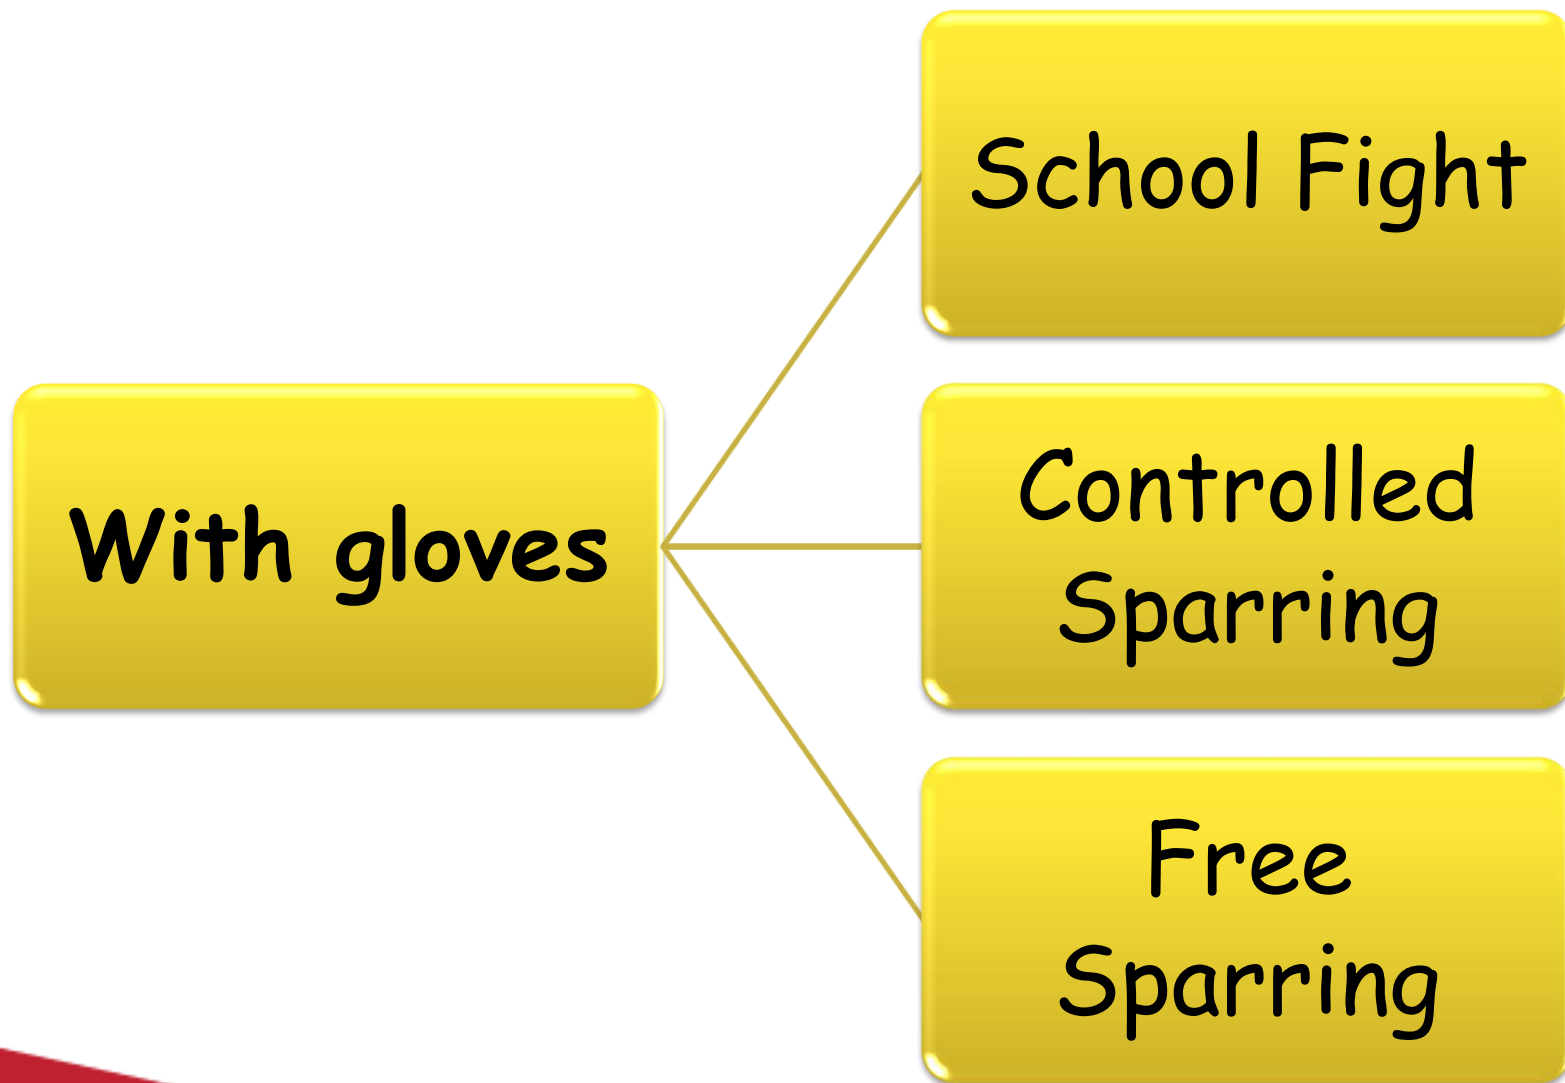 With gloves
School Fight
Controlled
Sparring
Free
Sparring